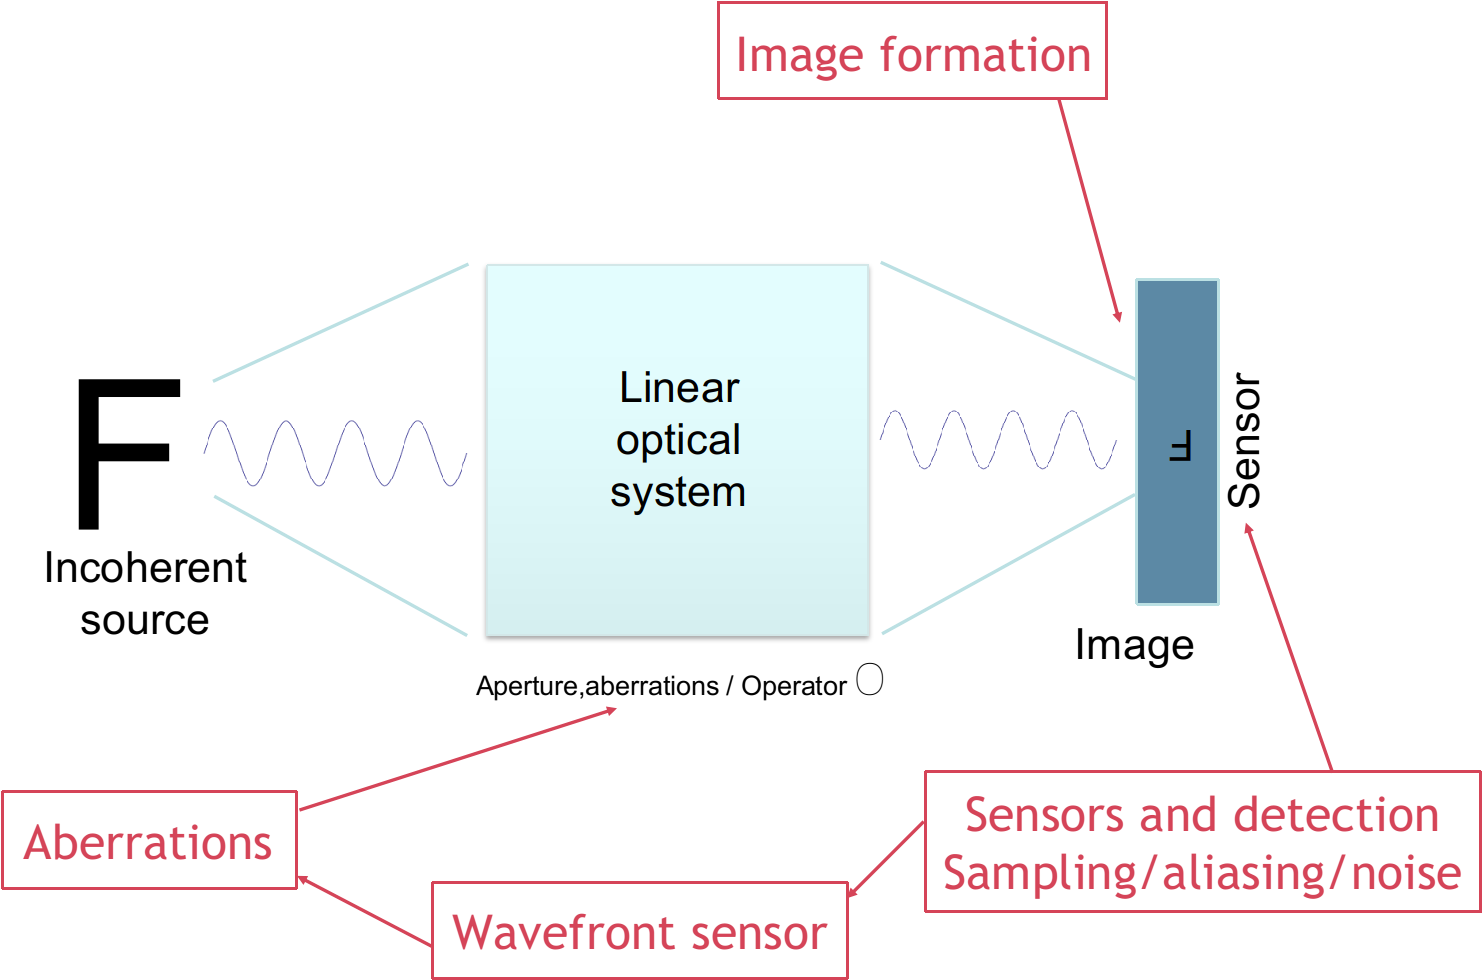 Image formation
F
Incoherent
source
Linear
optical
system
F
Sensor
Image
Aperture,aberrations / Operator O
Aberrations
Wavefront sensor
Sensors and detection
Sampling/aliasing/noise